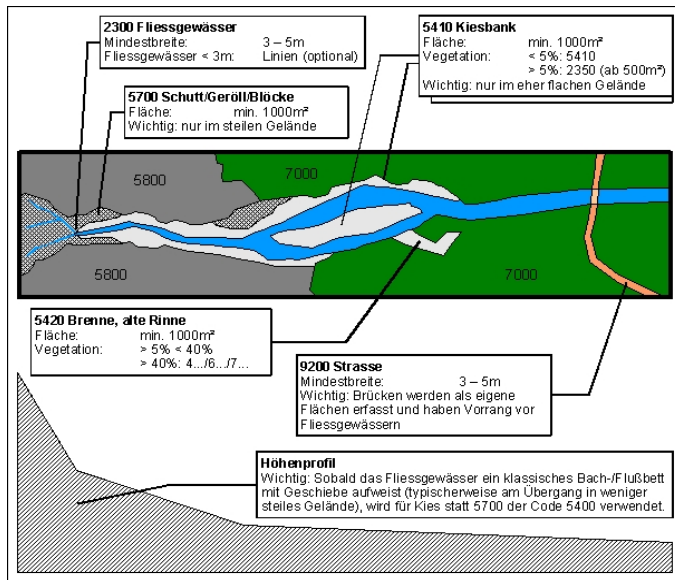 2300 Fliessgewässer
Mindestbreite: 3 – 5m
Fliessgewässer < 3m: Linien (optional)
5410 Kiesbank
Fläche: min. 1000m²
Vegetation: < 5%: 5410
> 5%: 2350 (ab 500m²)
Wichtig: nur im eher flachen Gelände
5700 Schutt/Geröll/Blöcke
Fläche: min. 1000m²
Wichtig: nur im steilen Gelände
5800
7000
5800
7000
5420 Brenne, alte Rinne
Fläche: min. 1000m²
Vegetation: > 5% < 40%
> 40%: 4.../6.../7...
9200 Strasse
Mindestbreite: 3 – 5m
Wichtig: Brücken werden als eigene
Flächen erfasst und haben Vorrang vor
Fliessgewässern
Höhenprofil
Wichtig: Sobald das Fliessgewässer ein klassisches Bach-/Flußbett
mit Geschiebe aufweist (typischerweise am Übergang in weniger
steiles Gelände), wird für Kies statt 5700 der Code 5400 verwendet.